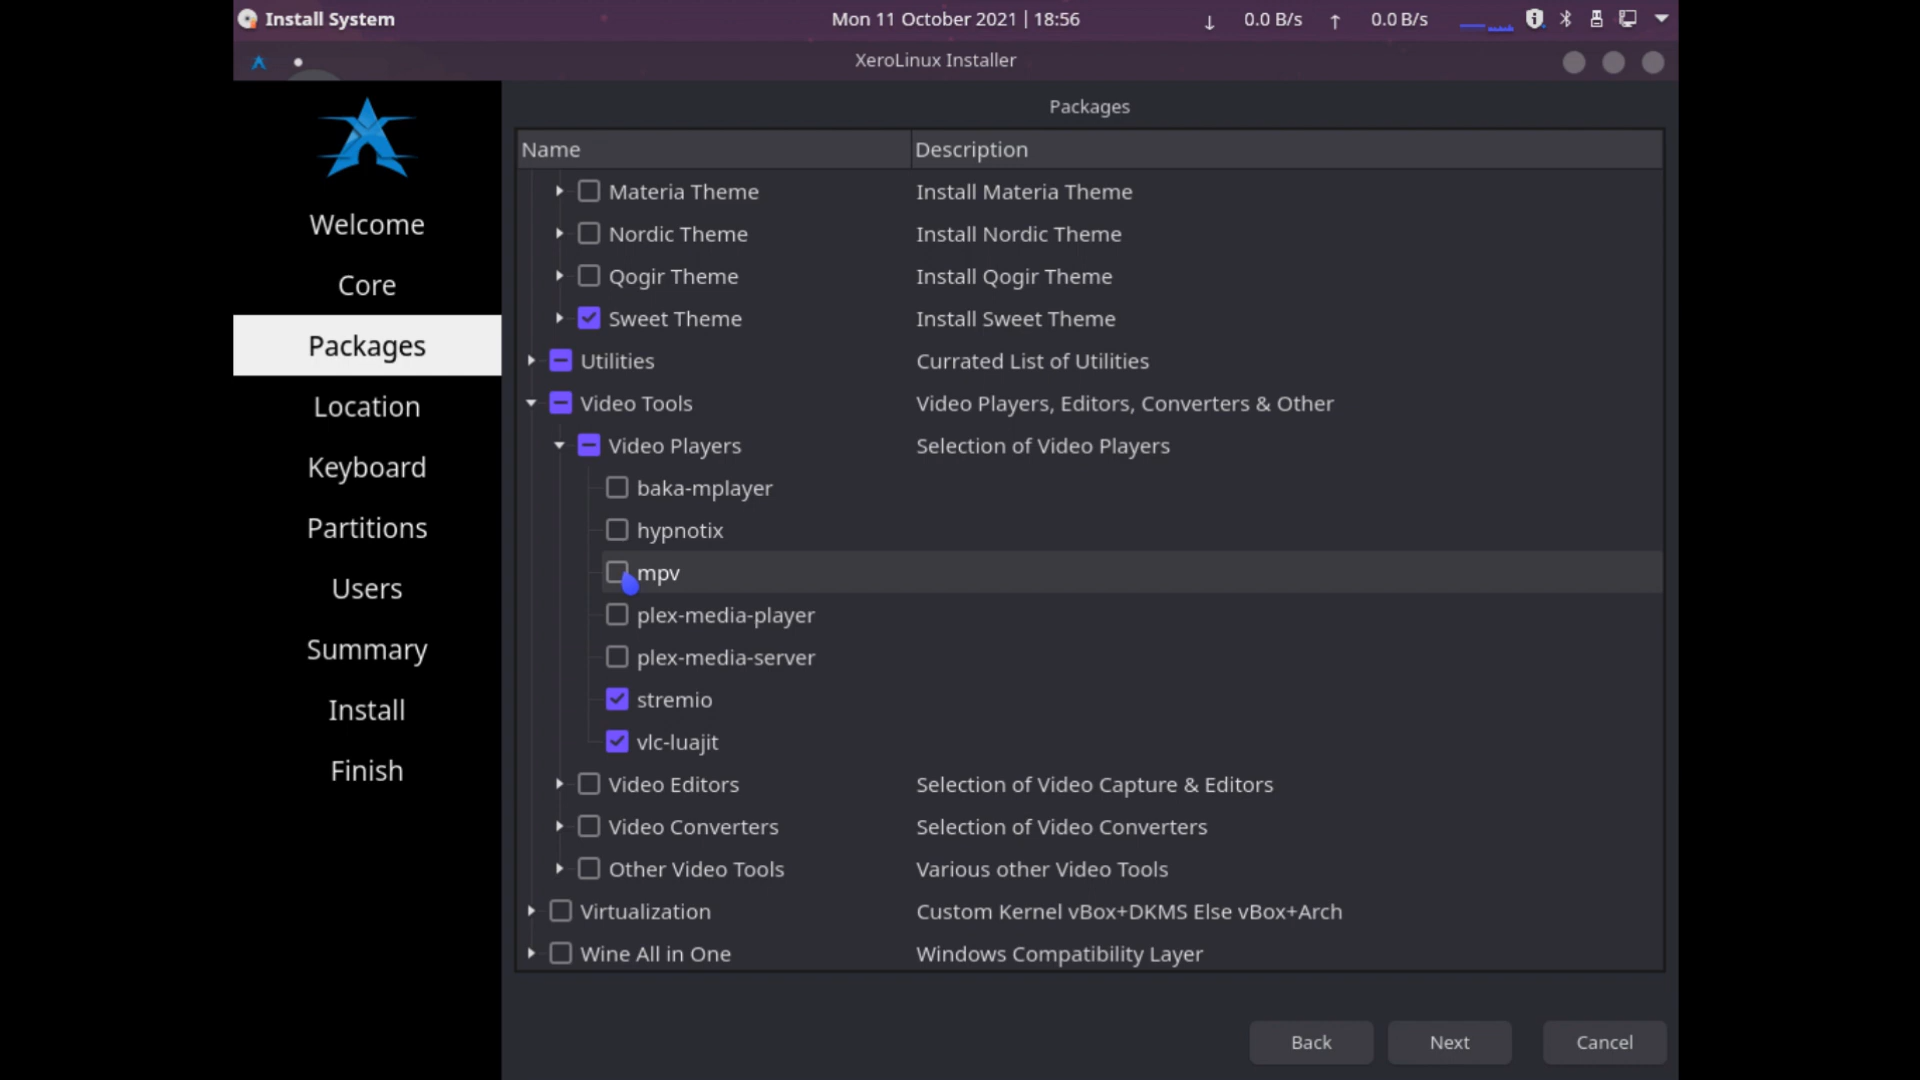 Install System
Mon 11 October 2021 | 18:56
↓ 0.0 B/s ↑ 0.0 B/s
XeroLinux Installer
Welcome
Core
Packages
Location
Keyboard
Partitions
Users
Summary
Install
Finish
Packages
Name Description
Materia Theme Install Materia Theme
Nordic Theme Install Nordic Theme
Qogir Theme Install Qogir Theme
Sweet Theme Install Sweet Theme
Utilities Currated List of Utilities
Video Tools Video Players, Editors, Converters & Other
Video Players Selection of Video Players
baka-mplayer
hypnotix
mpv
plex-media-player
plex-media-server
stremio
vlc-luajit
Video Editors Selection of Video Capture & Editors
Video Converters Selection of Video Converters
Other Video Tools Various other Video Tools
Virtualization Custom Kernel vBox+DKMS Else vBox+Arch
Wine All in One Windows Compatibility Layer
Back Next Cancel